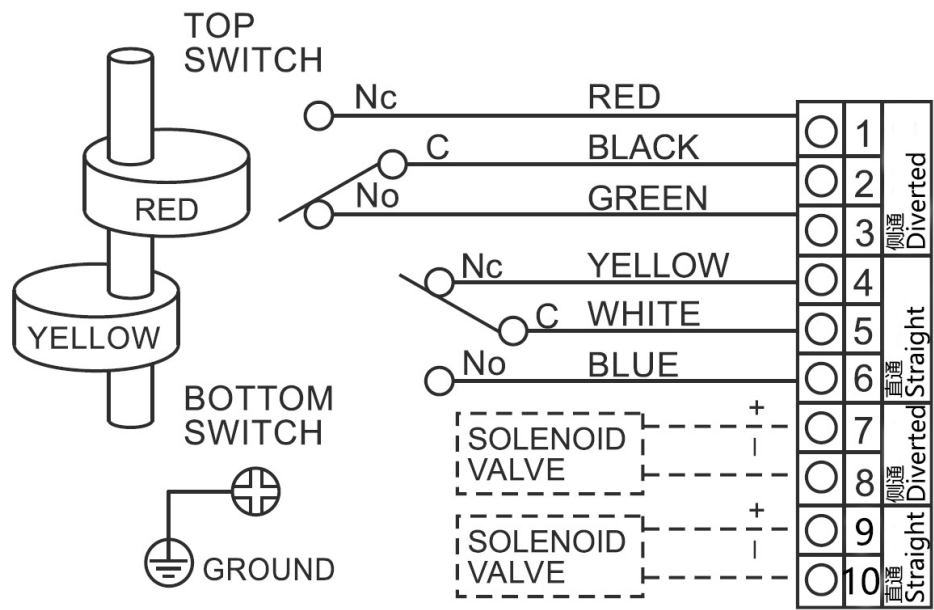 TOP
SWITCH
RED
YELLOW
BOTTOM
SWITCH
GROUND
Nc RED 1
C BLACK 2
No GREEN 3
侧通
Diverted
Nc YELLOW 4
C WHITE 5
No BLUE 6
直通
Straight
SOLENOID
VALVE
+ 7
– 8
侧通
Diverted
SOLENOID
VALVE
+ 9
– 10
直通
Straight